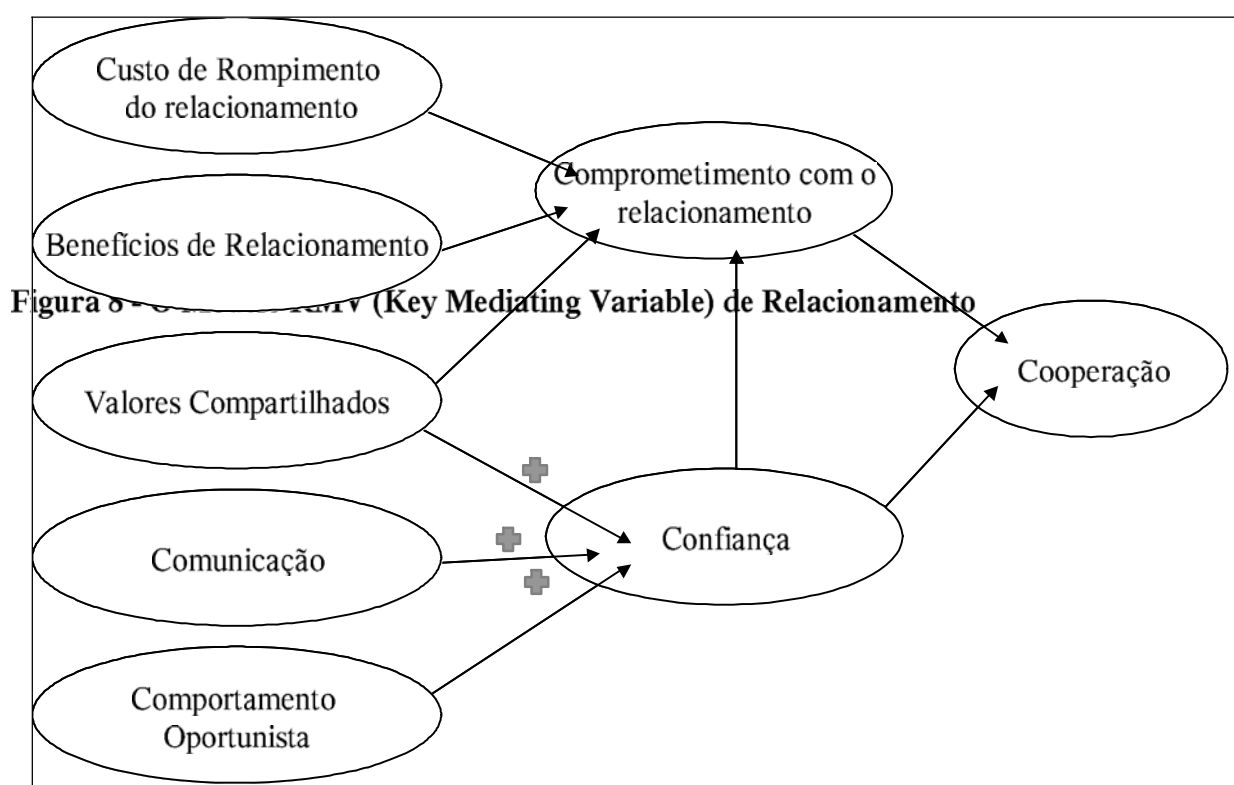 Custo de Rompimento
do relacionamento
Comprometimento com o
relacionamento
Benefícios de Relacionamento
Figura 8 - (Key Mediating Variable) de Relacionamento
Cooperação
Valores Compartilhados
Confiança
Comunicação
Comportamento
Oportunista